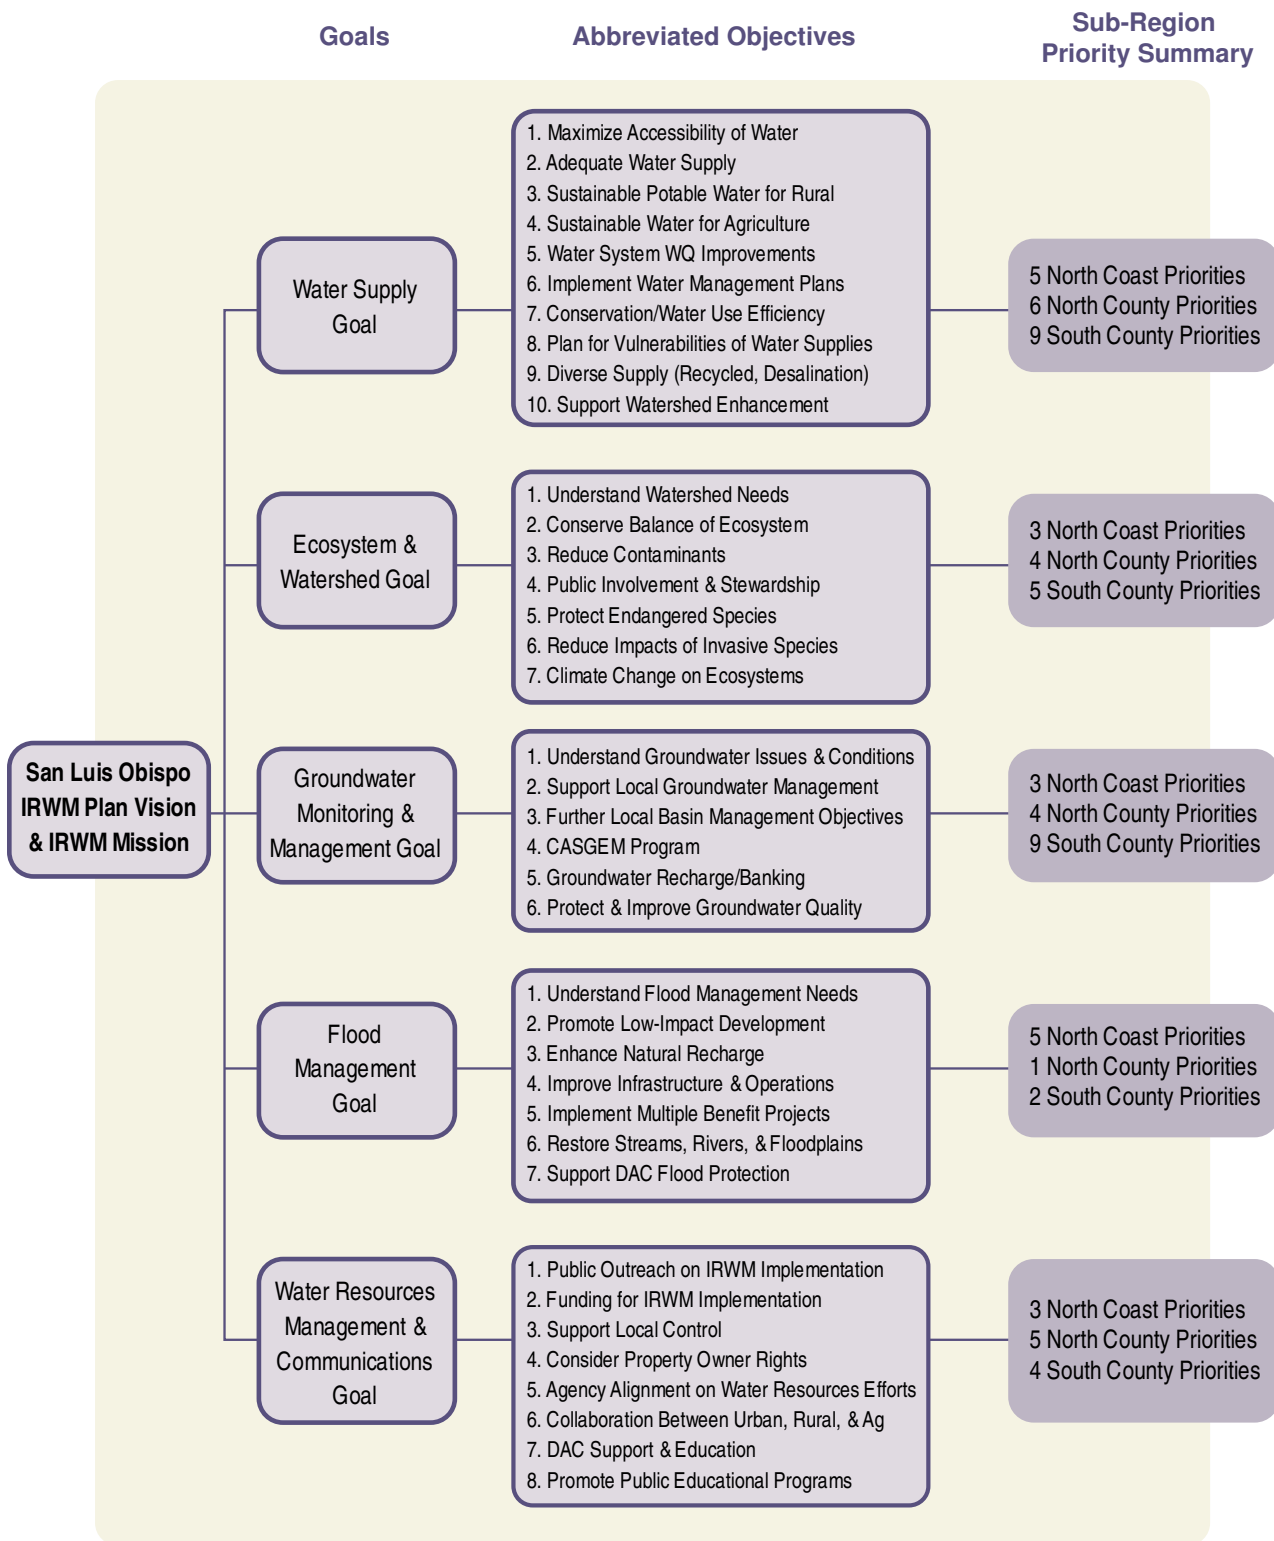 Goals
Abbreviated Objectives
Sub-Region
Priority Summary
San Luis Obispo
IRWM Plan Vision
& IRWM Mission
Water Supply
Goal
1. Maximize Accessibility of Water
2. Adequate Water Supply
3. Sustainable Potable Water for Rural
4. Sustainable Water for Agriculture
5. Water System WQ Improvements
6. Implement Water Management Plans
7. Conservation/Water Use Efficiency
8. Plan for Vulnerabilities of Water Supplies
9. Diverse Supply (Recycled, Desalination)
10. Support Watershed Enhancement
5 North Coast Priorities
6 North County Priorities
9 South County Priorities
Ecosystem &
Watershed Goal
1. Understand Watershed Needs
2. Conserve Balance of Ecosystem
3. Reduce Contaminants
4. Public Involvement & Stewardship
5. Protect Endangered Species
6. Reduce Impacts of Invasive Species
7. Climate Change on Ecosystems
3 North Coast Priorities
4 North County Priorities
5 South County Priorities
Groundwater
Monitoring &
Management Goal
1. Understand Groundwater Issues & Conditions
2. Support Local Groundwater Management
3. Further Local Basin Management Objectives
4. CASGEM Program
5. Groundwater Recharge/Banking
6. Protect & Improve Groundwater Quality
3 North Coast Priorities
4 North County Priorities
9 South County Priorities
Flood
Management
Goal
1. Understand Flood Management Needs
2. Promote Low-Impact Development
3. Enhance Natural Recharge
4. Improve Infrastructure & Operations
5. Implement Multiple Benefit Projects
6. Restore Streams, Rivers, & Floodplains
7. Support DAC Flood Protection
5 North Coast Priorities
1 North County Priorities
2 South County Priorities
Water Resources
Management &
Communications
Goal
1. Public Outreach on IRWM Implementation
2. Funding for IRWM Implementation
3. Support Local Control
4. Consider Property Owner Rights
5. Agency Alignment on Water Resources Efforts
6. Collaboration Between Urban, Rural, & Ag
7. DAC Support & Education
8. Promote Public Educational Programs
3 North Coast Priorities
5 North County Priorities
4 South County Priorities